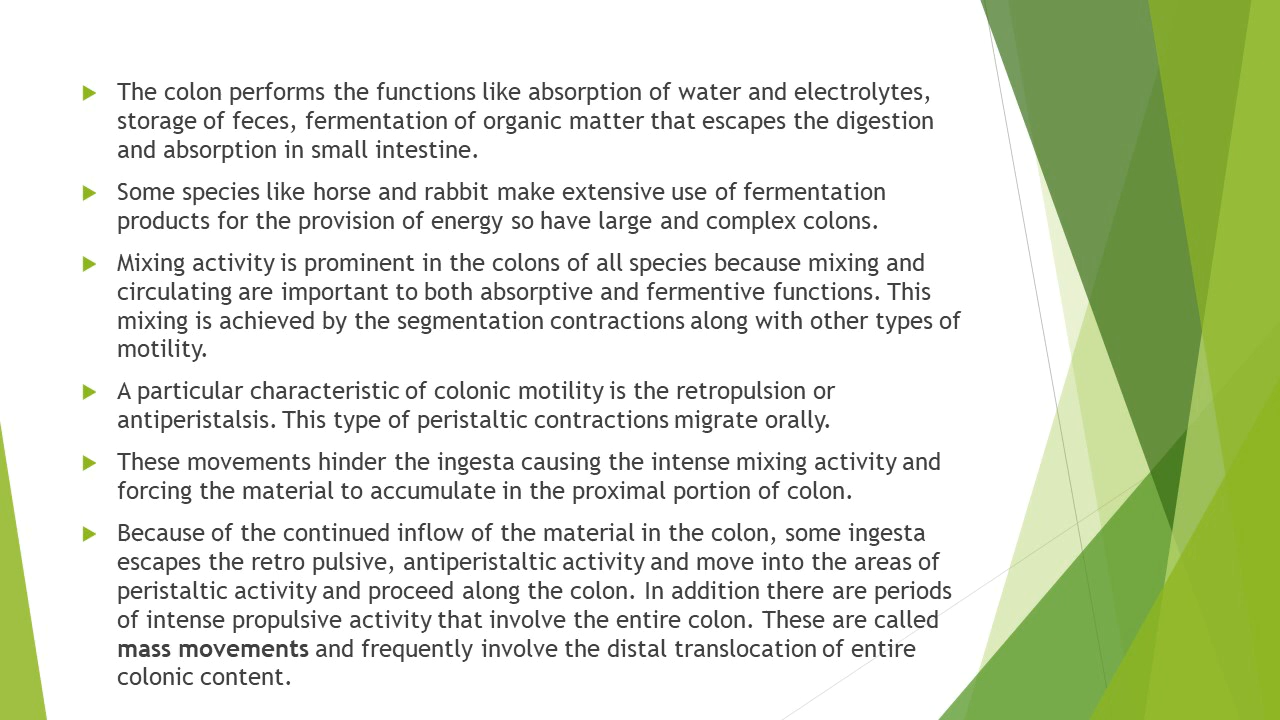 The colon performs the functions like absorption of water and electrolytes,
storage of feces, fermentation of organic matter that escapes the digestion
and absorption in small intestine.
Some species like horse and rabbit make extensive use of fermentation
products for the provision of energy so have large and complex colons.
Mixing activity is prominent in the colons of all species because mixing and
circulating are important to both absorptive and fermentive functions. This
mixing is achieved by the segmentation contractions along with other types of
motility.
A particular characteristic of colonic motility is the retropulsion or
antiperistalsis. This type of peristaltic contractions migrate orally.
These movements hinder the ingesta causing the intense mixing activity and
forcing the material to accumulate in the proximal portion of colon.
Because of the continued inflow of the material in the colon, some ingesta
escapes the retro pulsive, antiperistaltic activity and move into the areas of
peristaltic activity and proceed along the colon. In addition there are periods
of intense propulsive activity that involve the entire colon. These are called
mass movements and frequently involve the distal translocation of entire
colonic content.